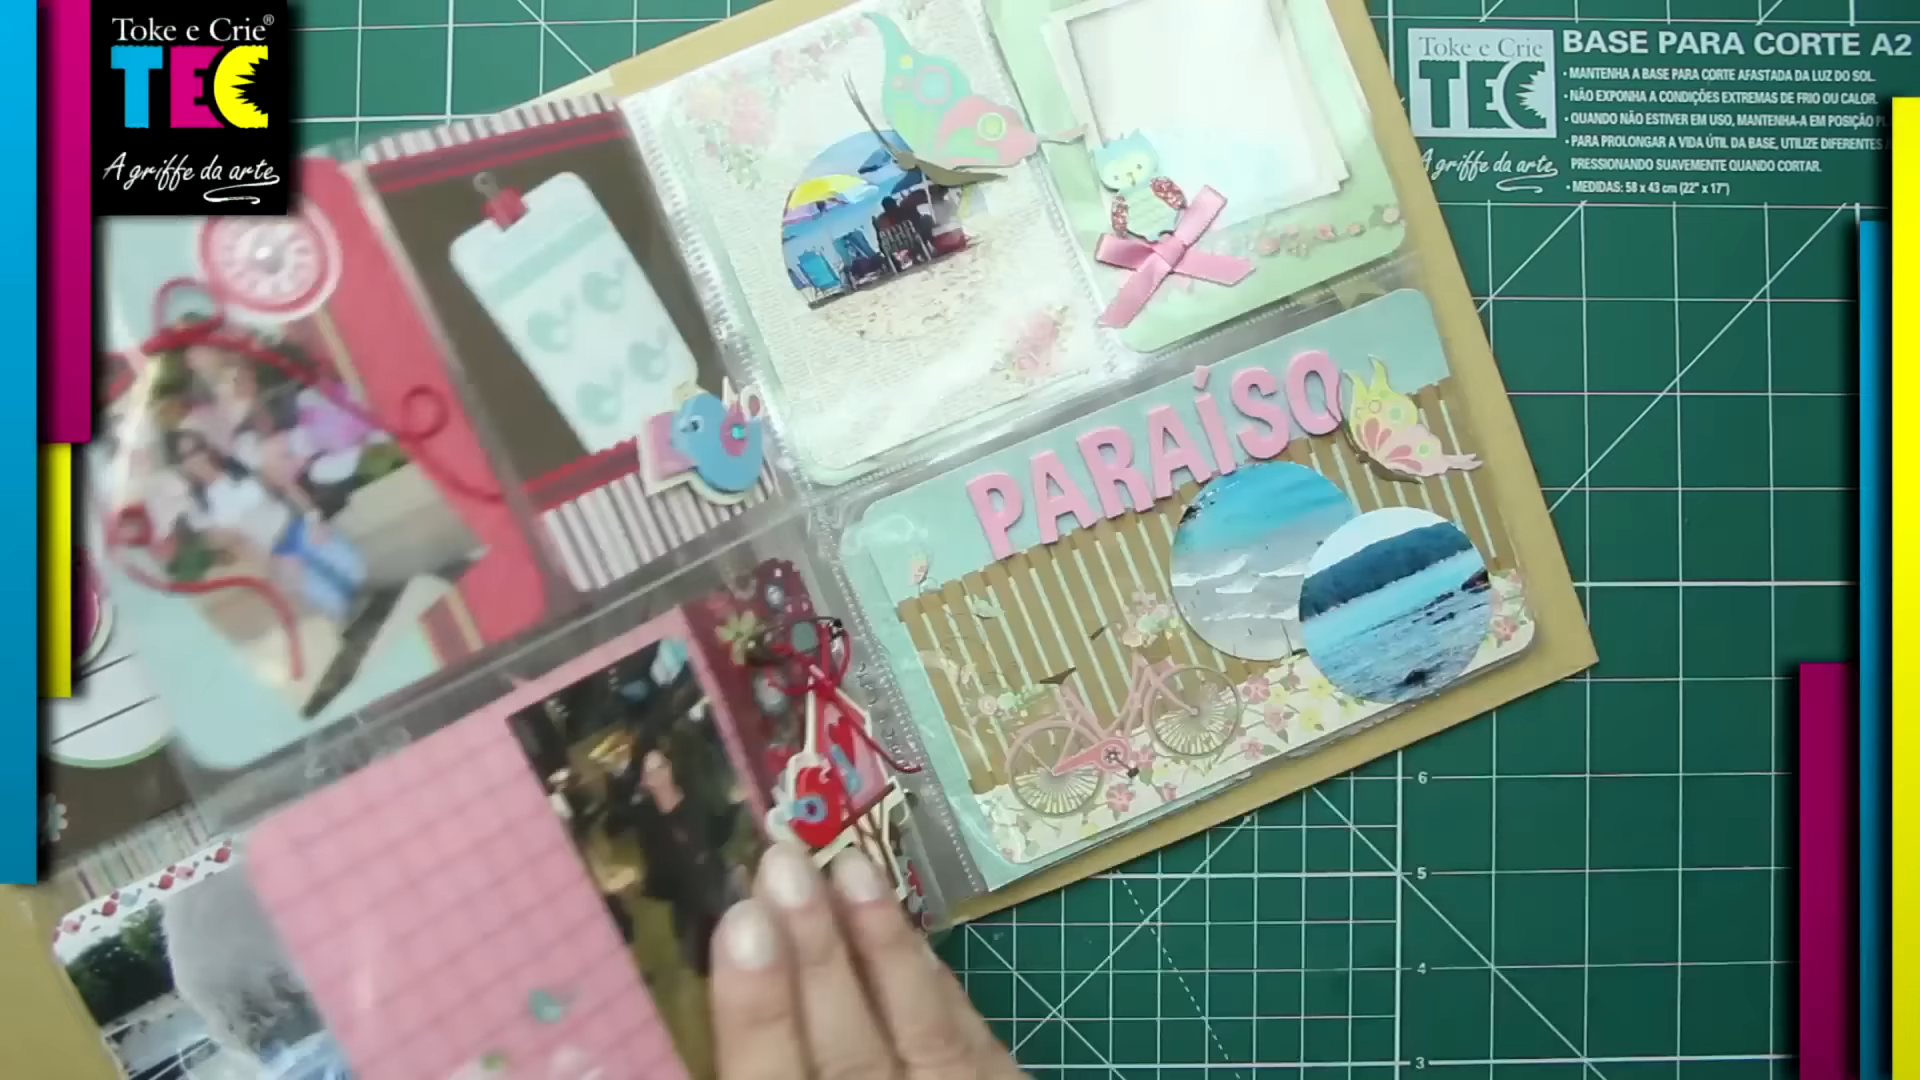 Toke e Crie®
TEC
A griffe da arte
Toke e Crie
TEC
A griffe da arte
BASE PARA CORTE A2
• MANTENHA A BASE PARA CORTE AFASTADA DA LUZ DO SOL.
• NÃO EXPONHA A CONDIÇÕES EXTREMAS DE FRIO OU CALOR.
• QUANDO NÃO ESTIVER EM USO, MANTENHA-A EM POSIÇÃO
• PARA PROLONGAR A VIDA ÚTIL DA BASE, UTILIZE DIFERENTES
PRESSIONANDO SUAVEMENTE QUANDO CORTAR.
• MEDIDAS: 58 x 43 cm (22" x 17")
PARAÍSO
6
5
4
3